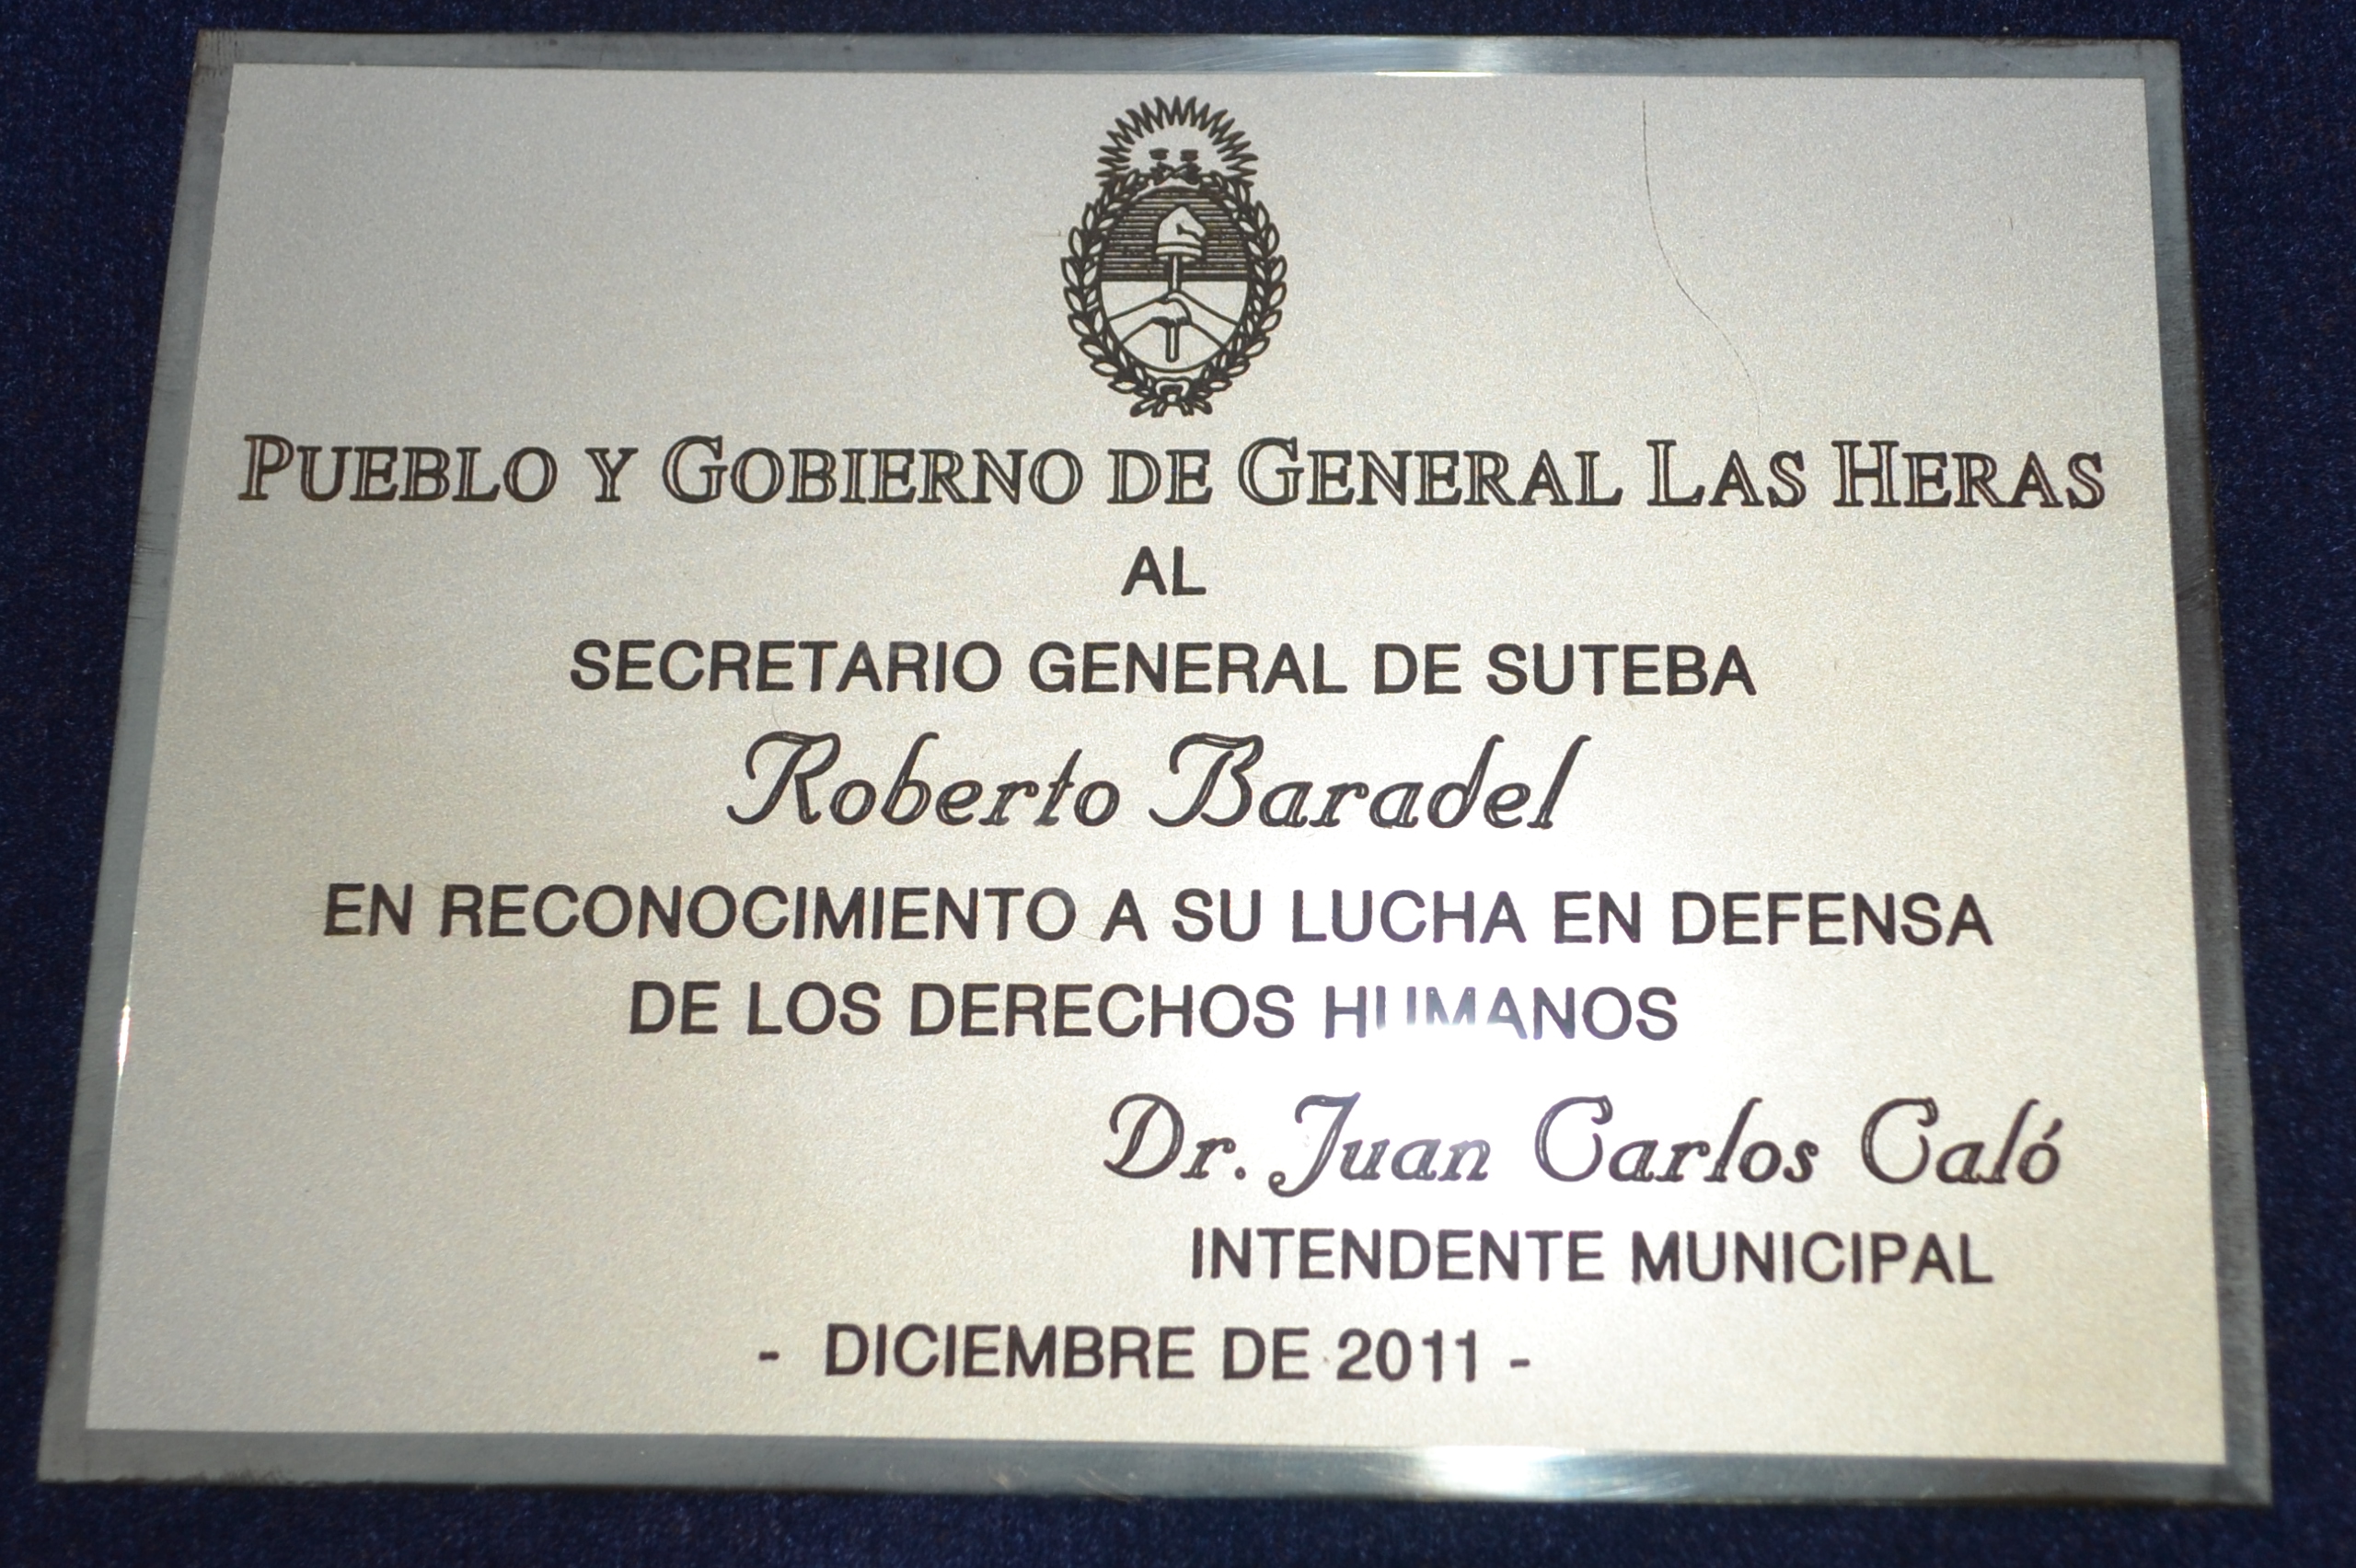 PUEBLO Y GOBIERNO DE GENERAL LAS HERAS
AL
SECRETARIO GENERAL DE SUTEBA
Roberto Baradel
EN RECONOCIMIENTO A SU LUCHA EN DEFENSA
DE LOS DERECHOS HUMANOS
Dr. Juan Carlos Caló
INTENDENTE MUNICIPAL
- DICIEMBRE DE 2011 -